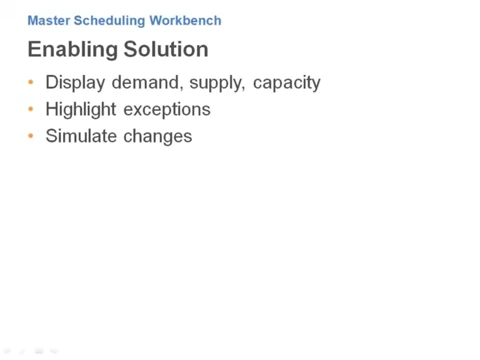 Master Scheduling Workbench
Enabling Solution
• Display demand, supply, capacity
• Highlight exceptions
• Simulate changes